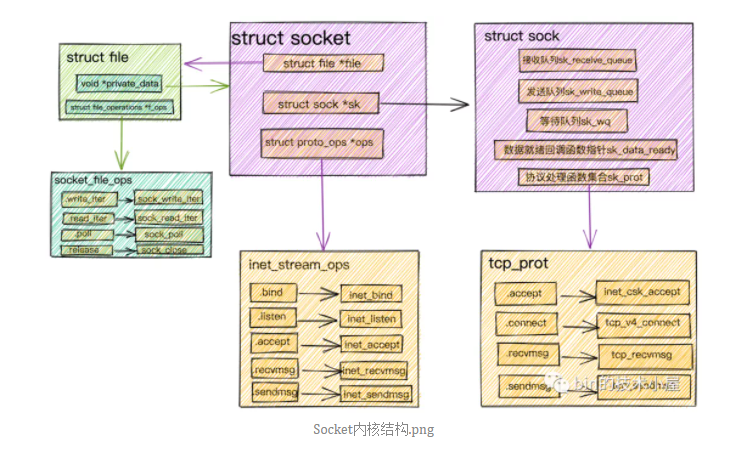 struct file
void *private_data
struct file_operations *f_ops
socket_file_ops
.write_iter
sock_write_iter
.read_iter
sock_read_iter
.poll
sock_poll
.release
sock_close
struct socket
struct file *file
struct sock *sk
struct proto_ops *ops
inet_stream_ops
.bind
inet_bind
.listen
inet_listen
.accept
inet_accept
.recvmsg
inet_recvmsg
.sendmsg
inet_sendmsg
struct sock
接收队列sk_receive_queue
发送队列sk_write_queue
等待队列sk_wq
数据就绪回调函数指针sk_data_ready
协议处理函数集合sk_prot
tcp_prot
.accept
inet_csk_accept
.connect
tcp_v4_connect
.recvmsg
tcp_recvmsg
.sendmsg
bin的技术小屋
Socket内核结构.png